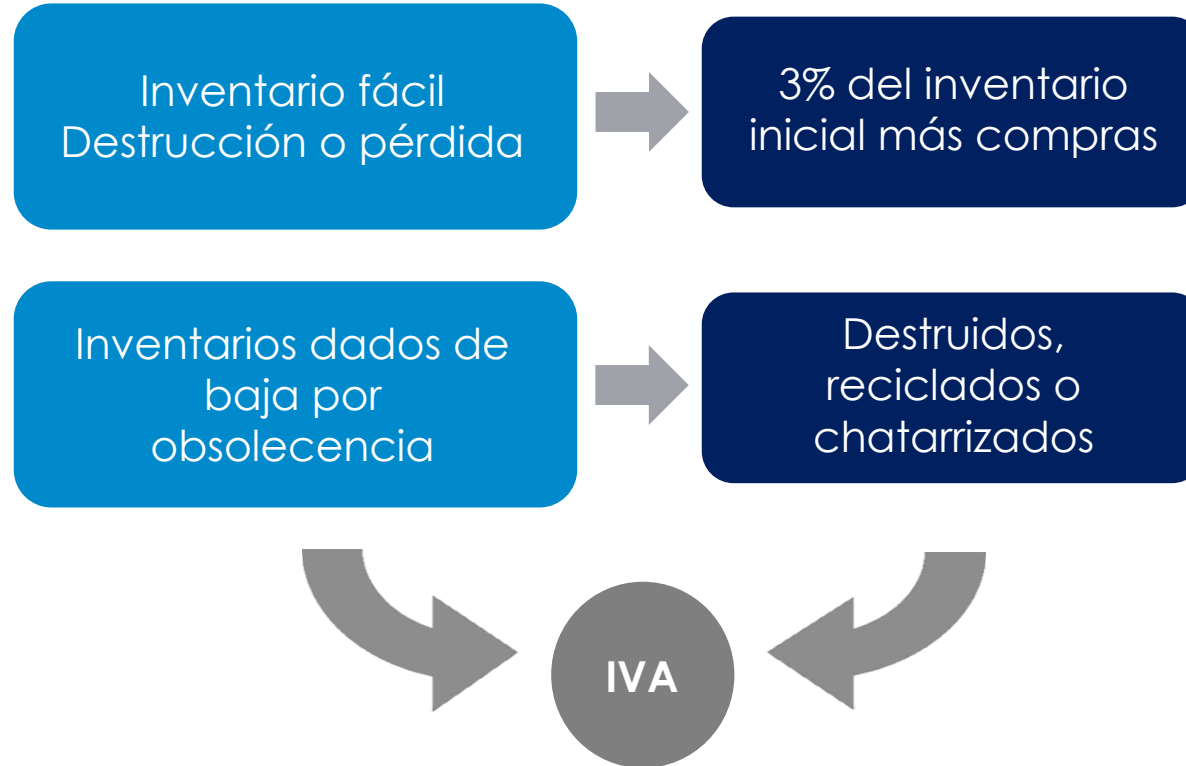 Inventario fácil
Destrucción o pérdida
3% del inventario
inicial más compras
Inventarios dados de
baja por
obsolecencia
Destruidos,
reciclados o
chatarrizados
IVA